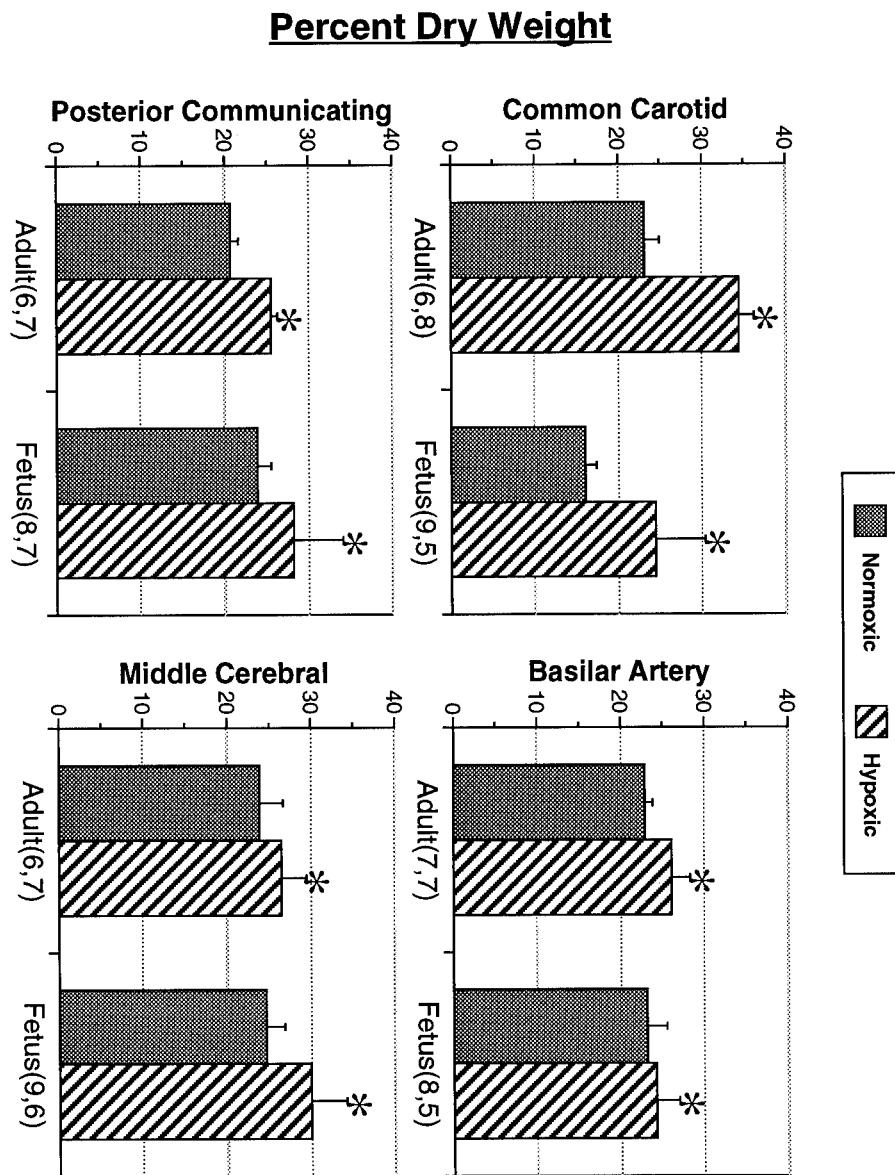 Percent Dry Weight
Normoxic
Hypoxic
Common Carotid
0
10
20
30
40
Adult(6,8)
Fetus(9,5)
Basilar Artery
0
10
20
30
40
Adult(7,7)
Fetus(8,5)
Posterior Communicating
0
10
20
30
40
Adult(6,7)
Fetus(8,7)
Middle Cerebral
0
10
20
30
40
Adult(6,7)
Fetus(9,6)
*
*
*
*
*
*
*
*